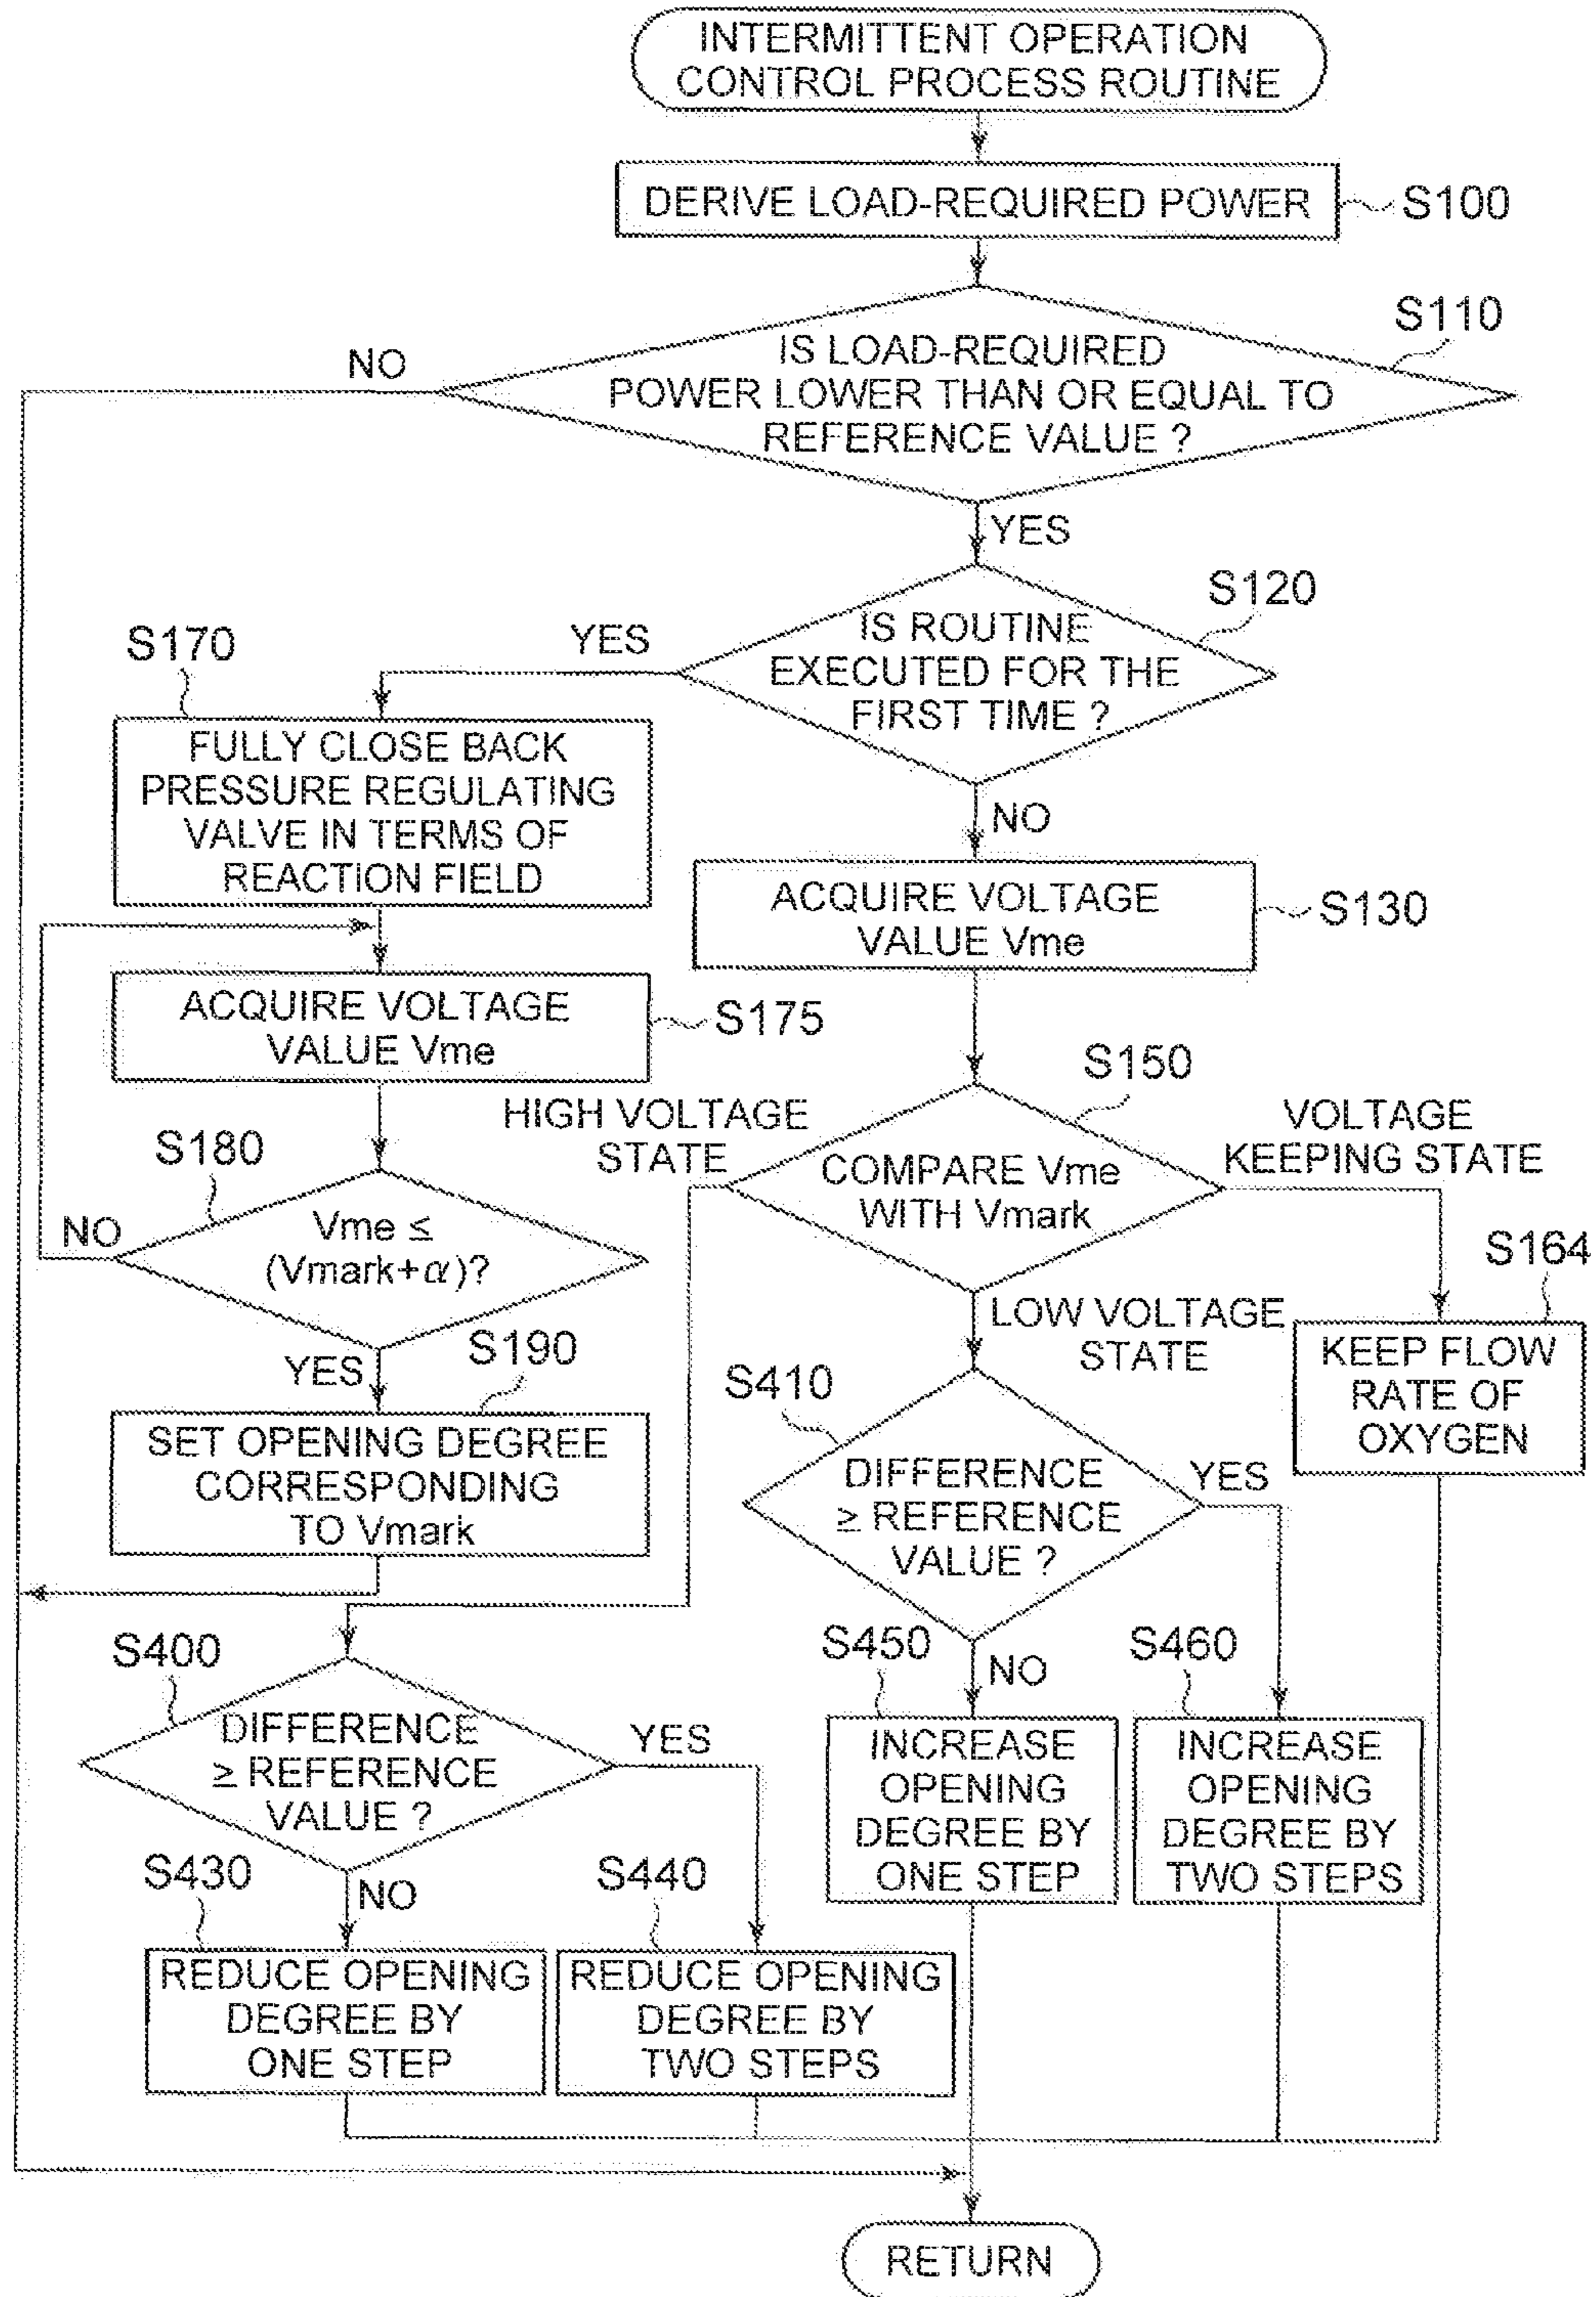 INTERMITTENT OPERATION
CONTROL PROCESS ROUTINE
DERIVE LOAD-REQUIRED POWER
S100
S110
NO
IS LOAD-REQUIRED
POWER LOWER THAN OR EQUAL TO
REFERENCE VALUE ?
YES
S120
S170
YES
IS ROUTINE
EXECUTED FOR THE
FIRST TIME ?
FULLY CLOSE BACK
PRESSURE REGULATING
VALVE IN TERMS OF
REACTION FIELD
NO
ACQUIRE VOLTAGE
VALUE Vme
S130
ACQUIRE VOLTAGE
VALUE Vme
S175
S150
HIGH VOLTAGE
STATE
COMPARE Vme
WITH Vmark
VOLTAGE
KEEPING STATE
S180
NO
Vme ≤
(Vmark+α)?
YES
S164
LOW VOLTAGE
STATE
KEEP FLOW
RATE OF
OXYGEN
S190
SET OPENING DEGREE
CORRESPONDING
TO Vmark
S410
DIFFERENCE
≥ REFERENCE
VALUE ?
YES
NO
S400
DIFFERENCE
≥ REFERENCE
VALUE ?
YES
NO
S450
INCREASE
OPENING
DEGREE BY
ONE STEP
S460
INCREASE
OPENING
DEGREE BY
TWO STEPS
S430
REDUCE OPENING
DEGREE BY
ONE STEP
S440
REDUCE OPENING
DEGREE BY
TWO STEPS
RETURN